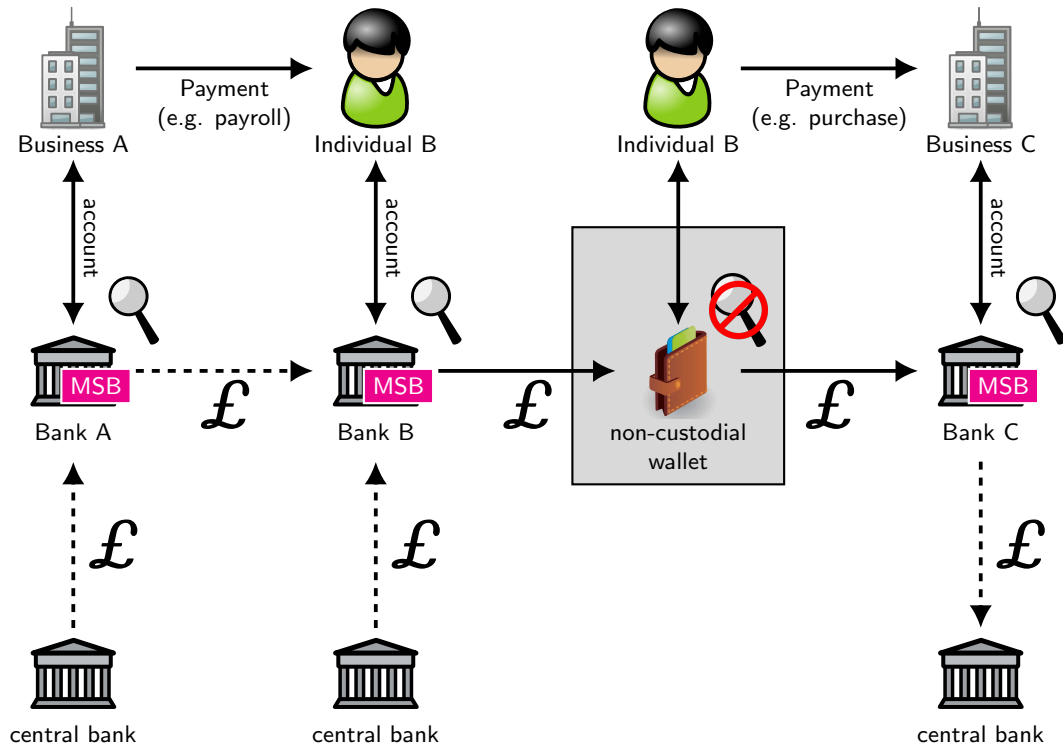 Payment
(e.g. payroll)
Payment
(e.g. purchase)
Business A
Individual B
Individual B
Business C
account
account
account
MSB
MSB
MSB
£
£
£
Bank A
Bank B
non-custodial
wallet
Bank C
£
£
£
central bank
central bank
central bank